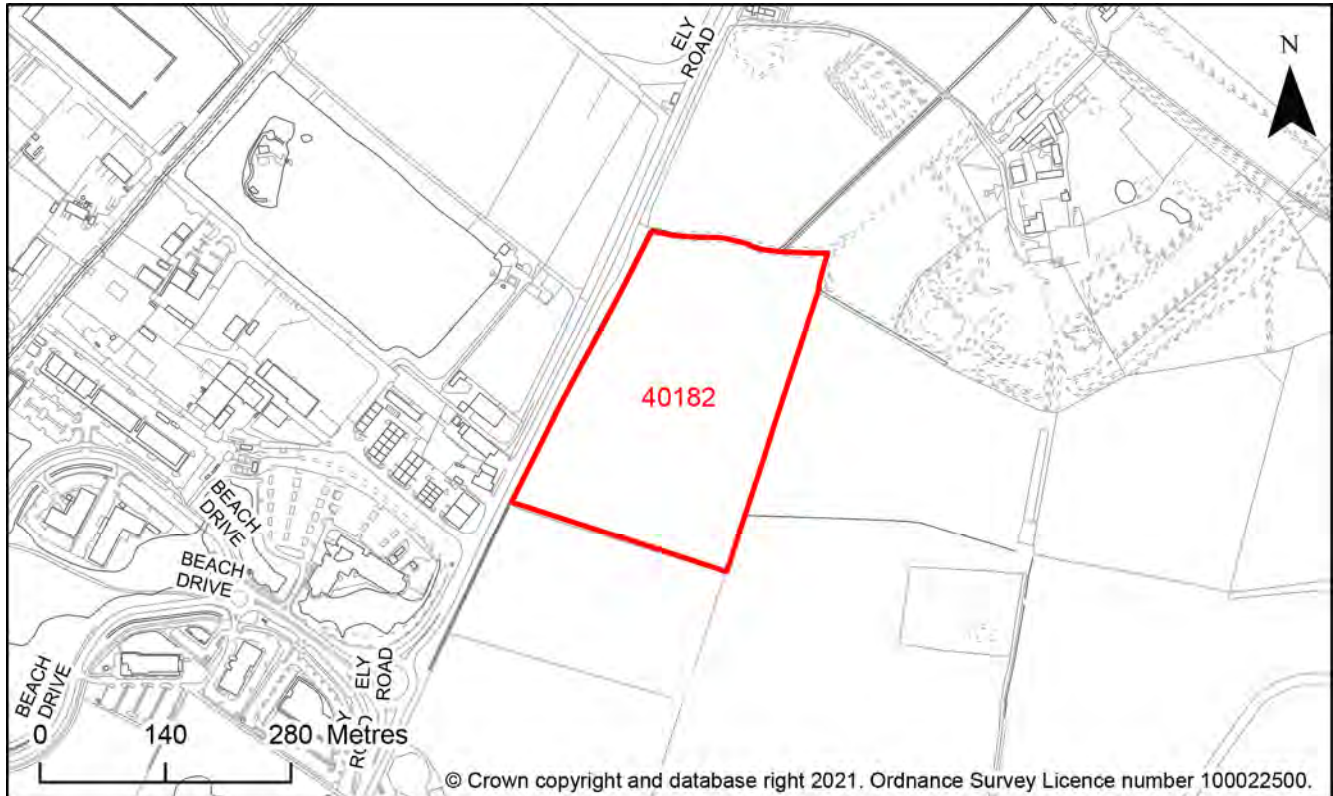 ELY
ROAD
N
40182
BEACH
DRIVE
BEACH
DRIVE
ELY
ROAD
BEACH
DRIVE
ROAD
0 140 280 Metres
© Crown copyright and database right 2021. Ordnance Survey Licence number 100022500.